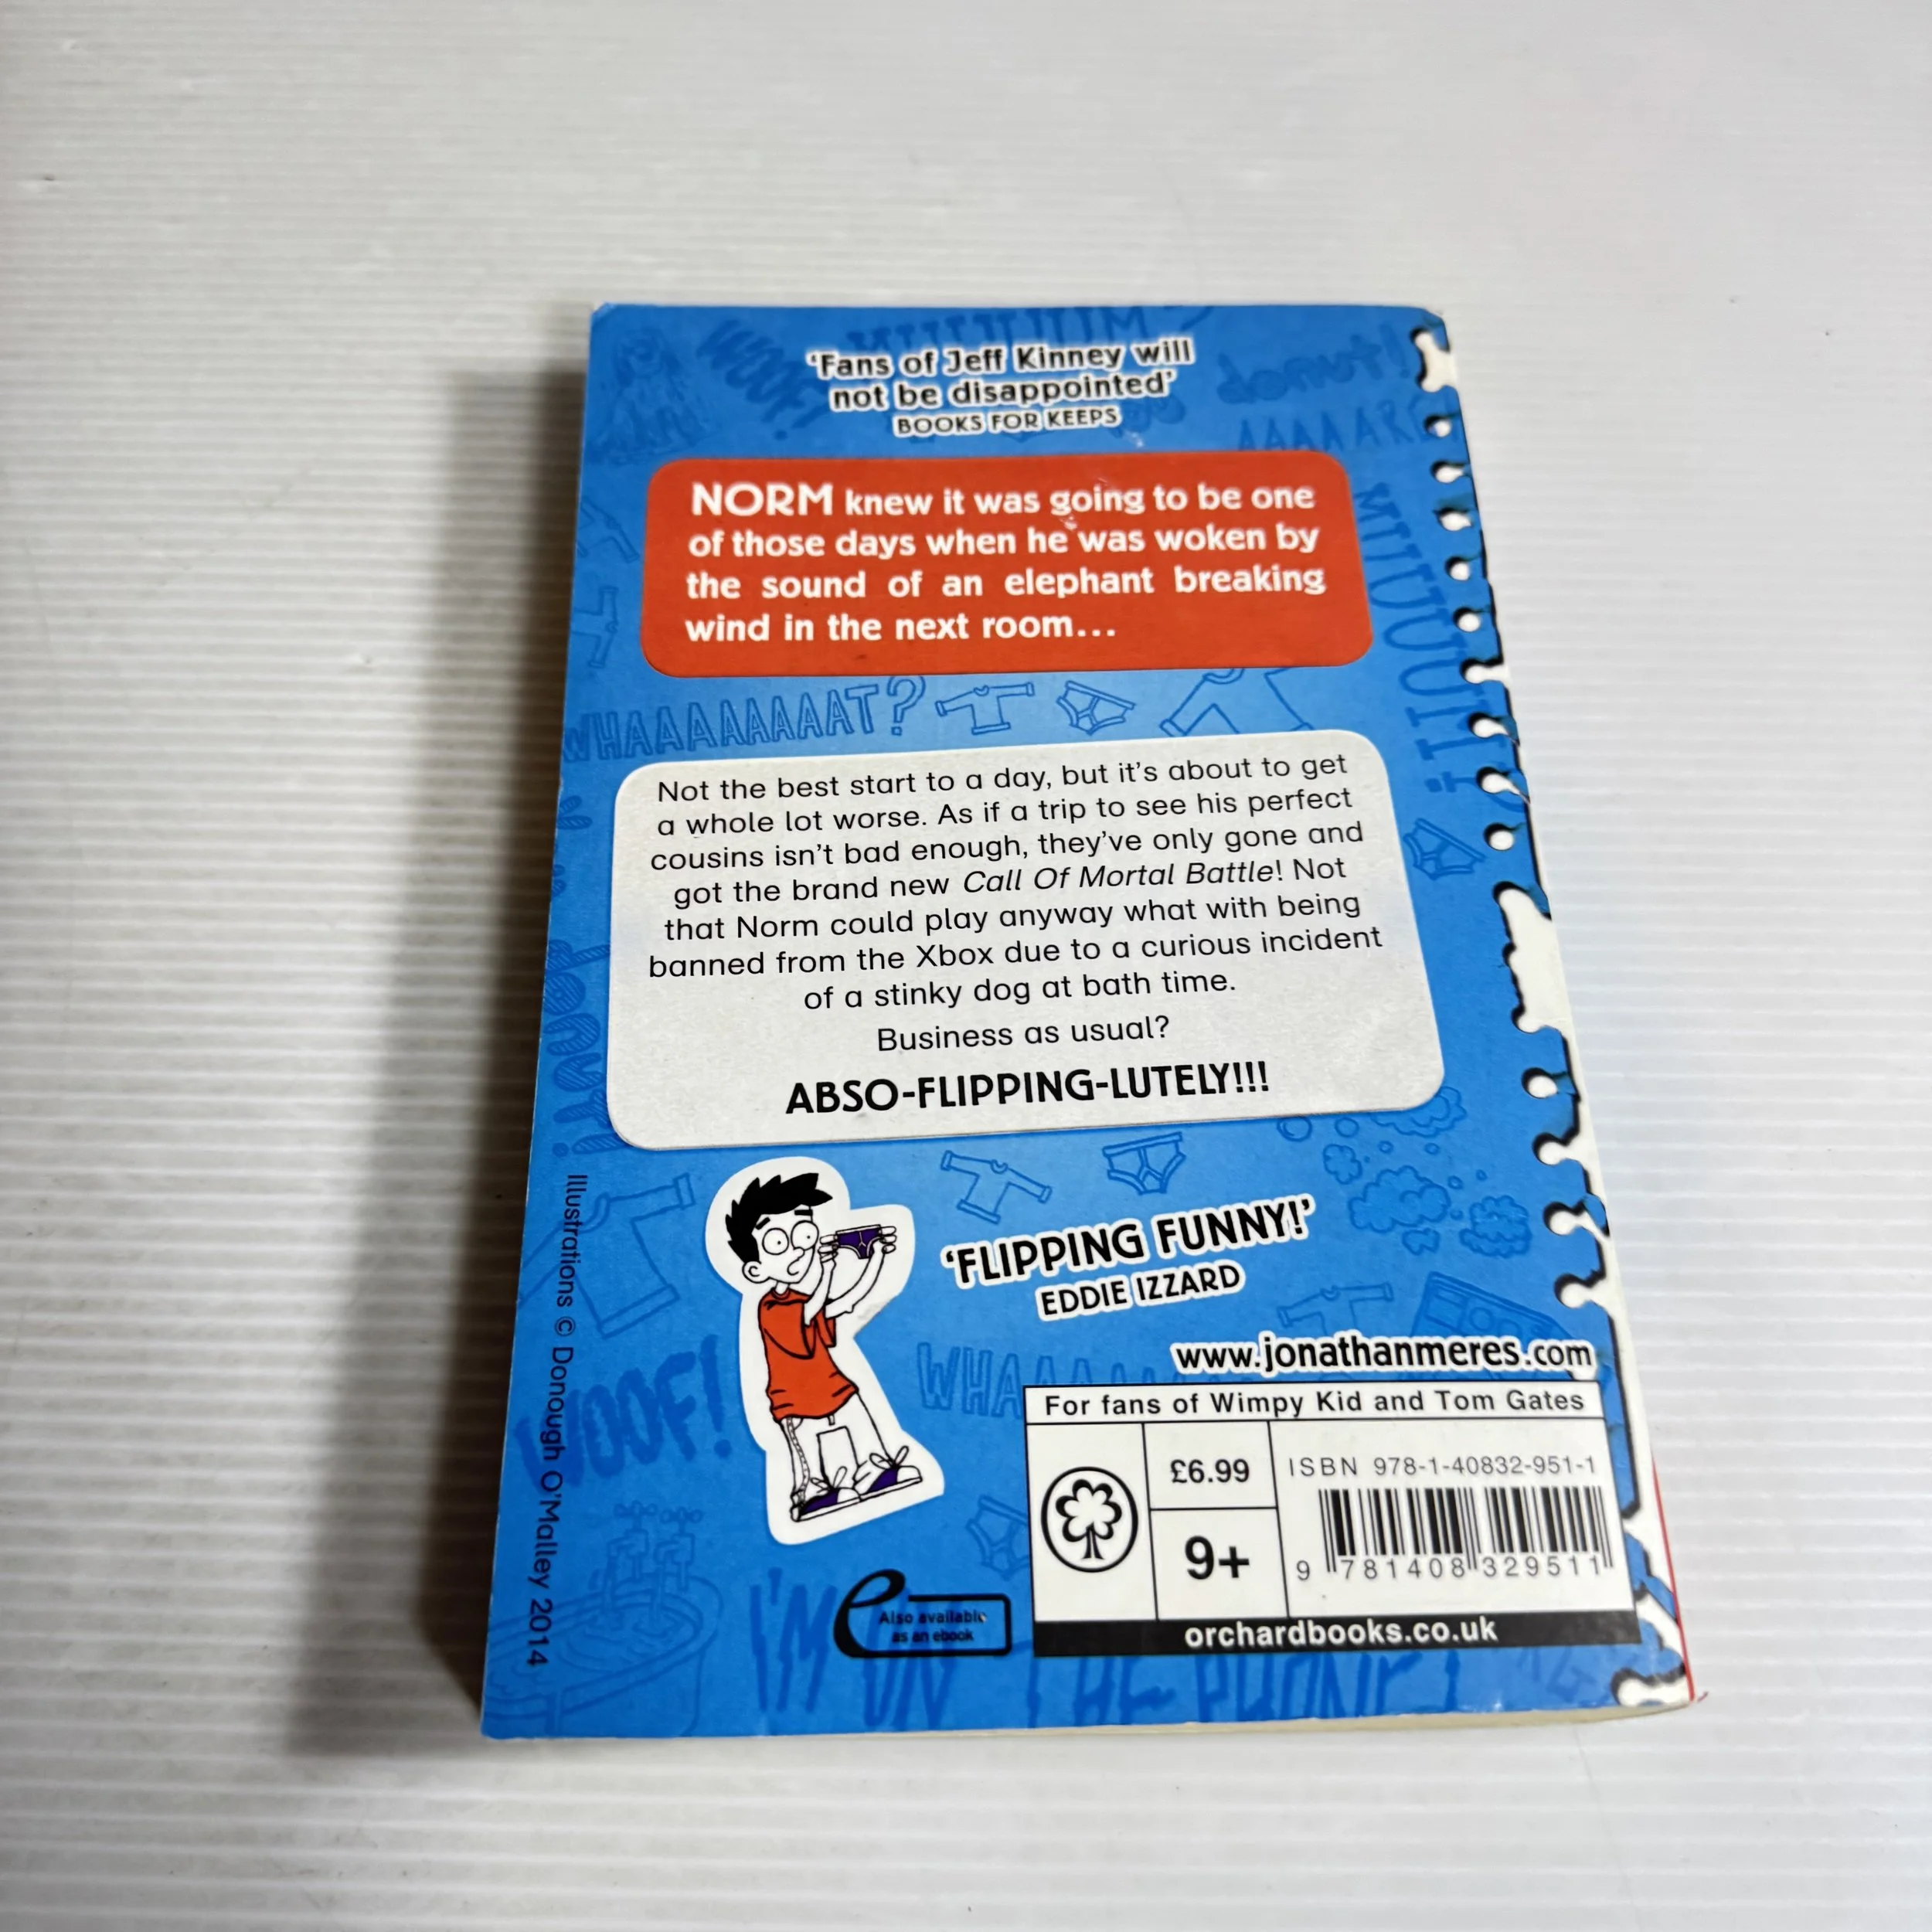 ‘Fans of Jeff Kinney will
not be disappointed’
BOOKS FOR KEEPS
donut!
WOOF!
NORM knew it was going to be one
of those days when he was woken by
the sound of an elephant breaking
wind in the next room...
WHAAAAAAAAT?
Not the best start to a day, but it's about to get
a whole lot worse. As if a trip to see his perfect
cousins isn't bad enough, they've only gone and
got the brand new Call Of Mortal Battle! Not
that Norm could play anyway what with being
banned from the Xbox due to a curious incident
of a stinky dog at bath time.
Business as usual?
ABSO-FLIPPING-LUTELY!!!
‘FLIPPING FUNNY!’
EDDIE IZZARD
www.jonathanmeres.com
WOOF!
Illustrations © Donough O'Malley 2014
For fans of Wimpy Kid and Tom Gates
£6.99
9+
ISBN 978-1-40832-951-1
9 781408 329511
orchardbooks.co.uk
e
Also available
as an ebook
I'M ON THE PHONE!